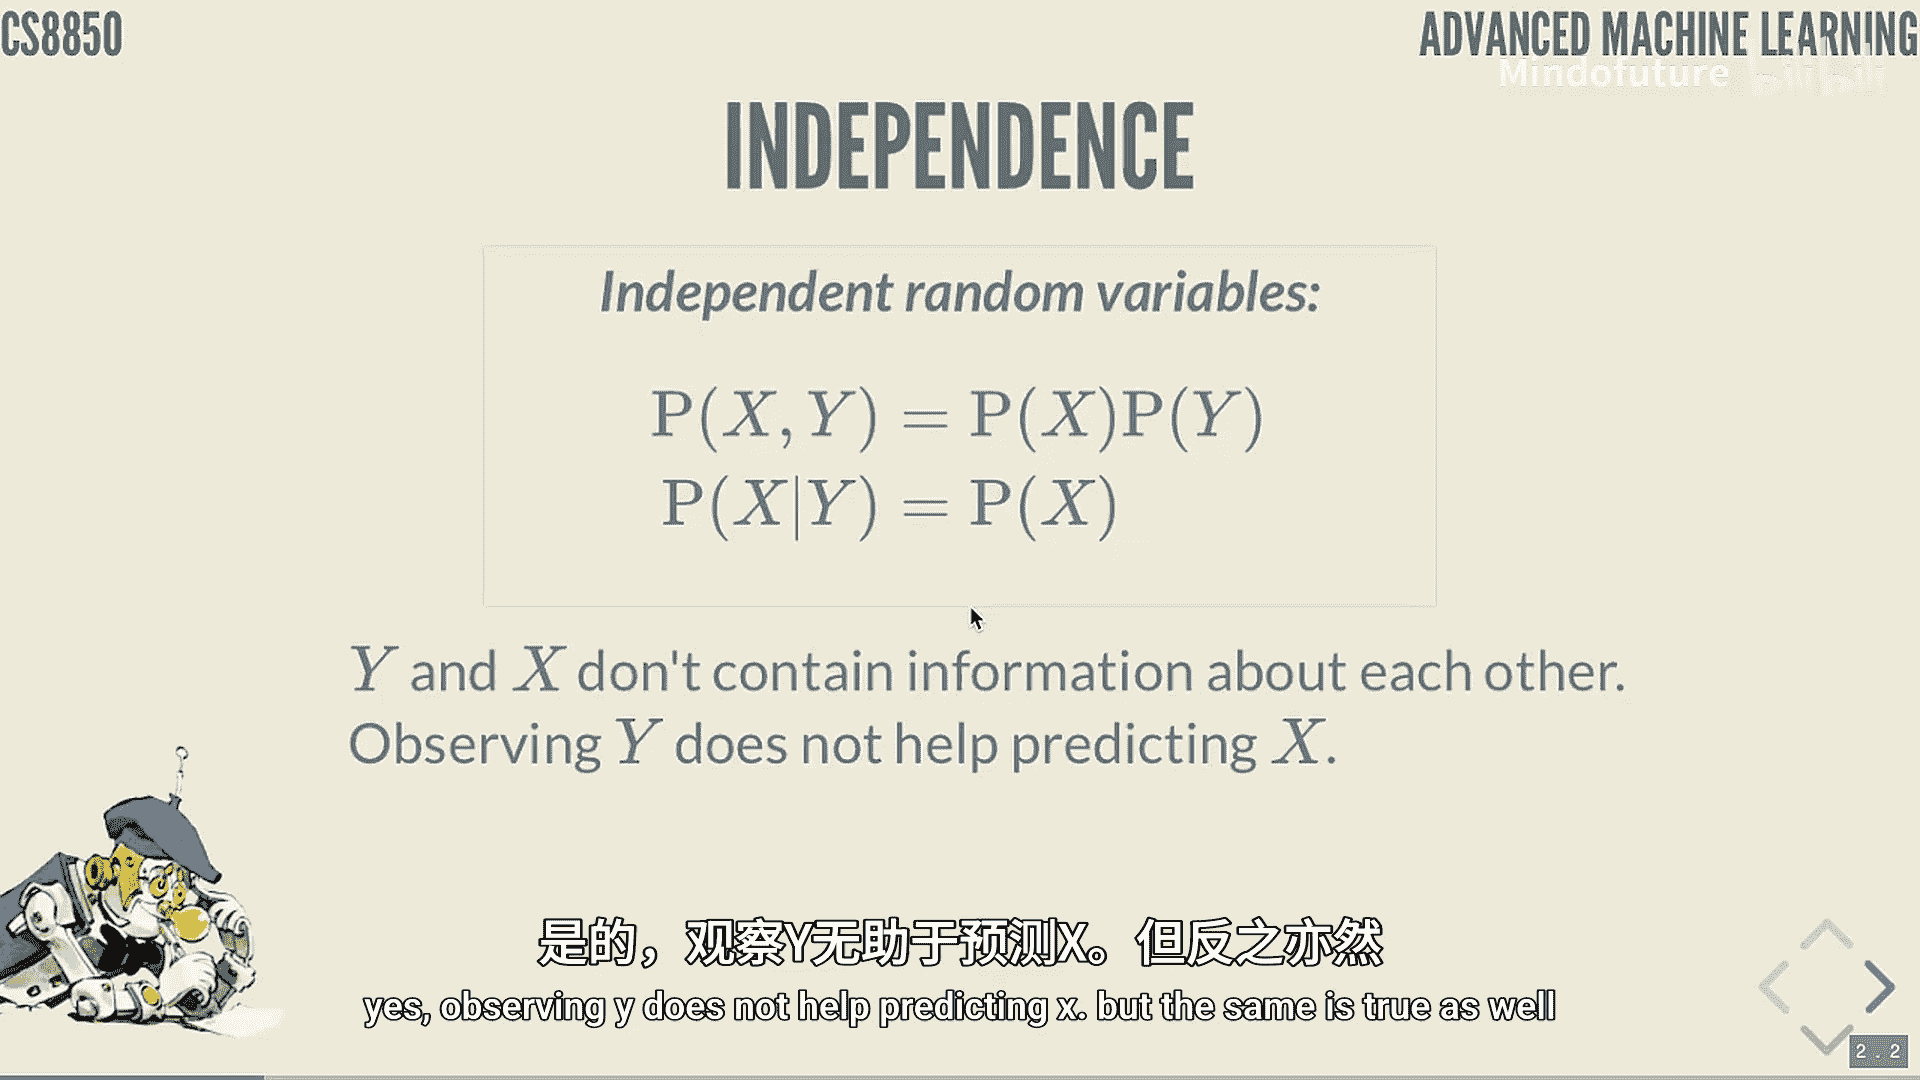 CS8850
ADVANCED MACHINE LEARNING
Mindofuture bilibili
INDEPENDENCE
Independent random variables:
P(X, Y) = P(X)P(Y)
P(X|Y) = P(X)
Y and X don't contain information about each other.
Observing Y does not help predicting X.
是的，观察Y无助于预测X。但反之亦然
yes, observing y does not help predicting x. but the same is true as well
2 . 2